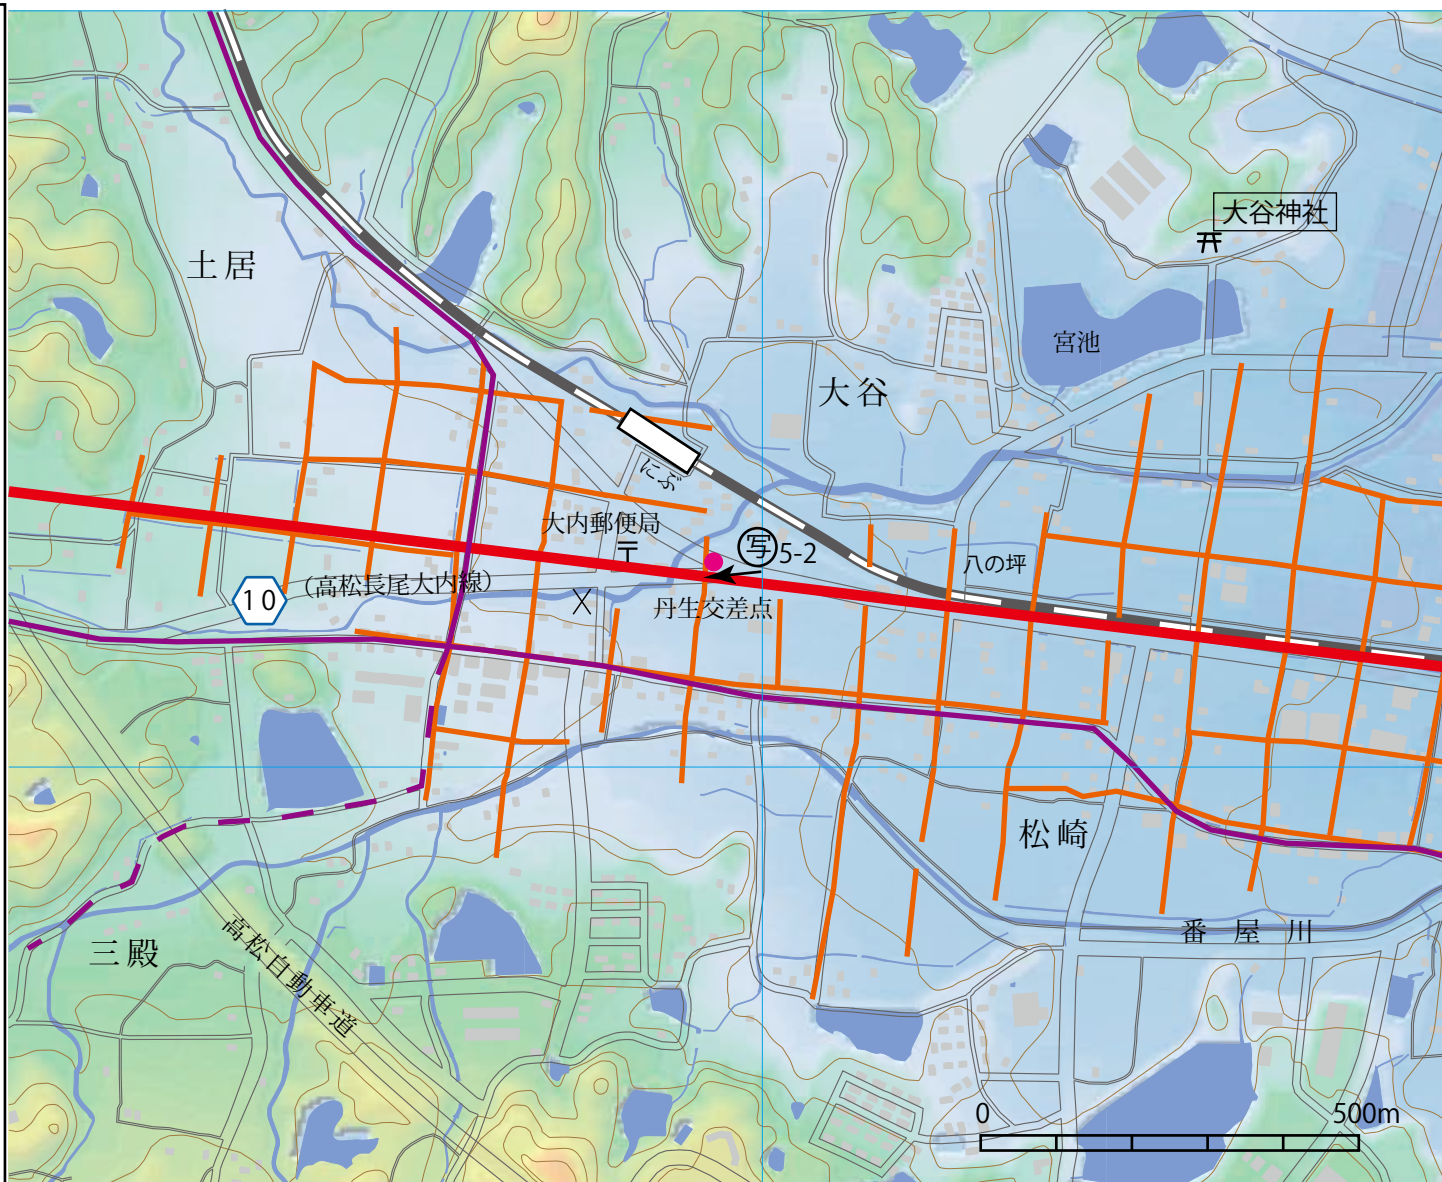 大谷神社
土居
宮池
大谷
にぶ
大内郵便局
写5-2
八の坪
10
(高松長尾大内線)
丹生交差点
松崎
番屋川
三殿
高松自動車道
0 500m